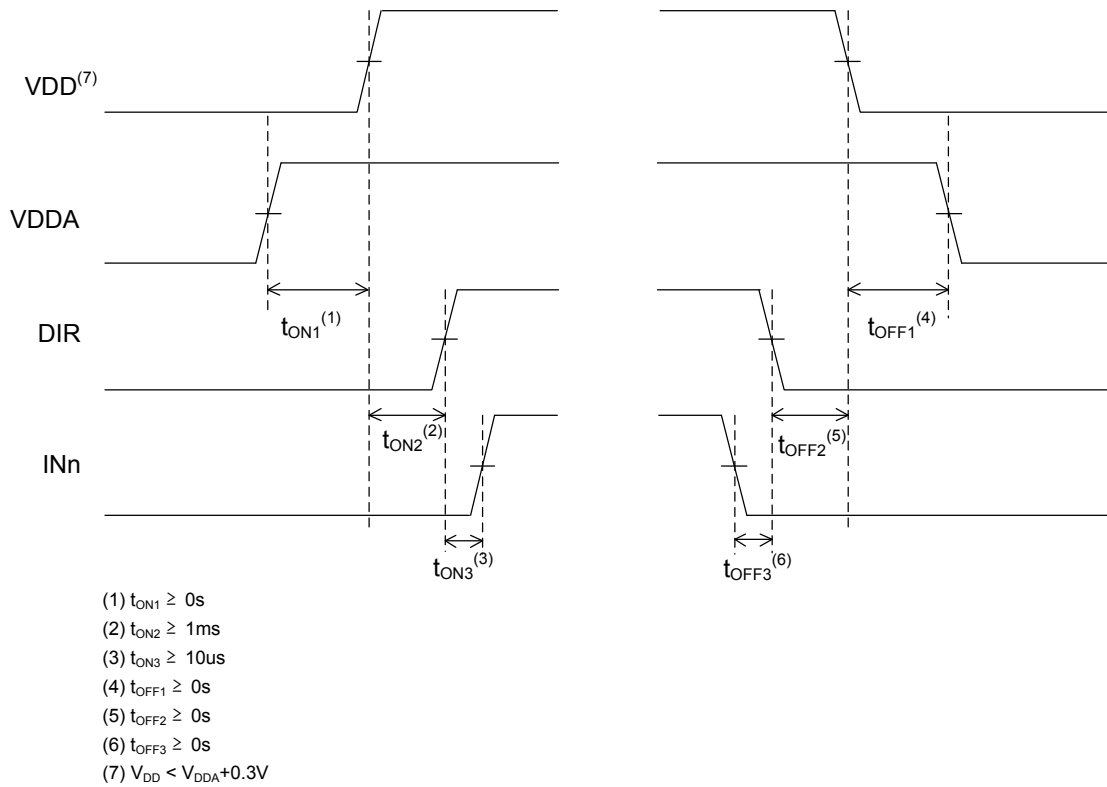 VDD(7)
VDDA
tON1(1)
tOFF1(4)
DIR
tON2(2)
tOFF2(5)
INn
tON3(3)
tOFF3(6)
(1) tON1 ≥ 0s
(2) tON2 ≥ 1ms
(3) tON3 ≥ 10us
(4) tOFF1 ≥ 0s
(5) tOFF2 ≥ 0s
(6) tOFF3 ≥ 0s
(7) VDD < VDDA+0.3V